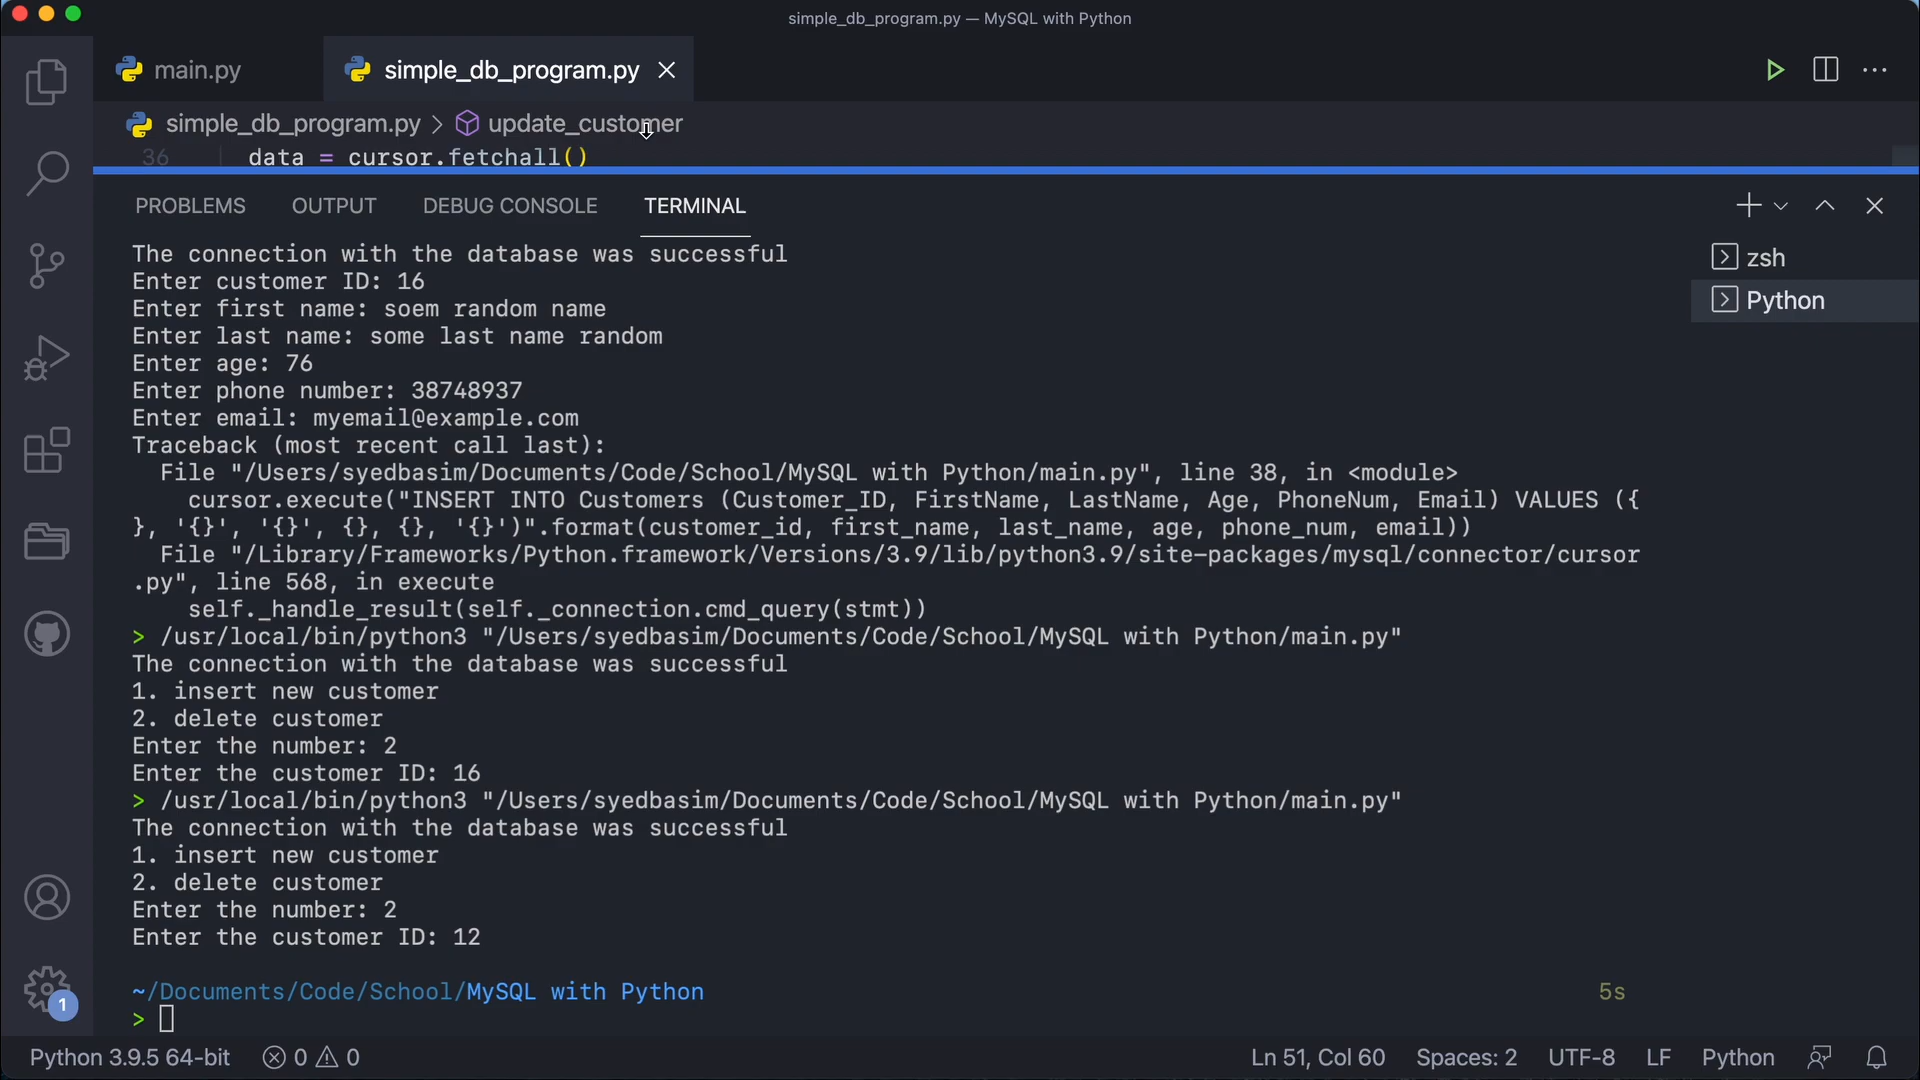 simple_db_program.py — MySQL with Python
main.py
simple_db_program.py
simple_db_program.py > update_customer
36 data = cursor.fetchall()
PROBLEMS OUTPUT DEBUG CONSOLE TERMINAL
The connection with the database was successful
Enter customer ID: 16
Enter first name: soem random name
Enter last name: some last name random
Enter age: 76
Enter phone number: 38748937
Enter email: myemail@example.com
Traceback (most recent call last):
File "/Users/syedbasim/Documents/Code/School/MySQL with Python/main.py", line 38, in <module>
cursor.execute("INSERT INTO Customers (Customer_ID, FirstName, LastName, Age, PhoneNum, Email) VALUES ({
}, '{}', '{}', {}, {}, '{}')".format(customer_id, first_name, last_name, age, phone_num, email))
File "/Library/Frameworks/Python.framework/Versions/3.9/lib/python3.9/site-packages/mysql/connector/cursor
.py", line 568, in execute
self._handle_result(self._connection.cmd_query(stmt))
> /usr/local/bin/python3 "/Users/syedbasim/Documents/Code/School/MySQL with Python/main.py"
The connection with the database was successful
1. insert new customer
2. delete customer
Enter the number: 2
Enter the customer ID: 16
> /usr/local/bin/python3 "/Users/syedbasim/Documents/Code/School/MySQL with Python/main.py"
The connection with the database was successful
1. insert new customer
2. delete customer
Enter the number: 2
Enter the customer ID: 12
~/Documents/Code/School/MySQL with Python 5s
>
zsh
Python
1
Python 3.9.5 64-bit 0 0 Ln 51, Col 60 Spaces: 2 UTF-8 LF Python